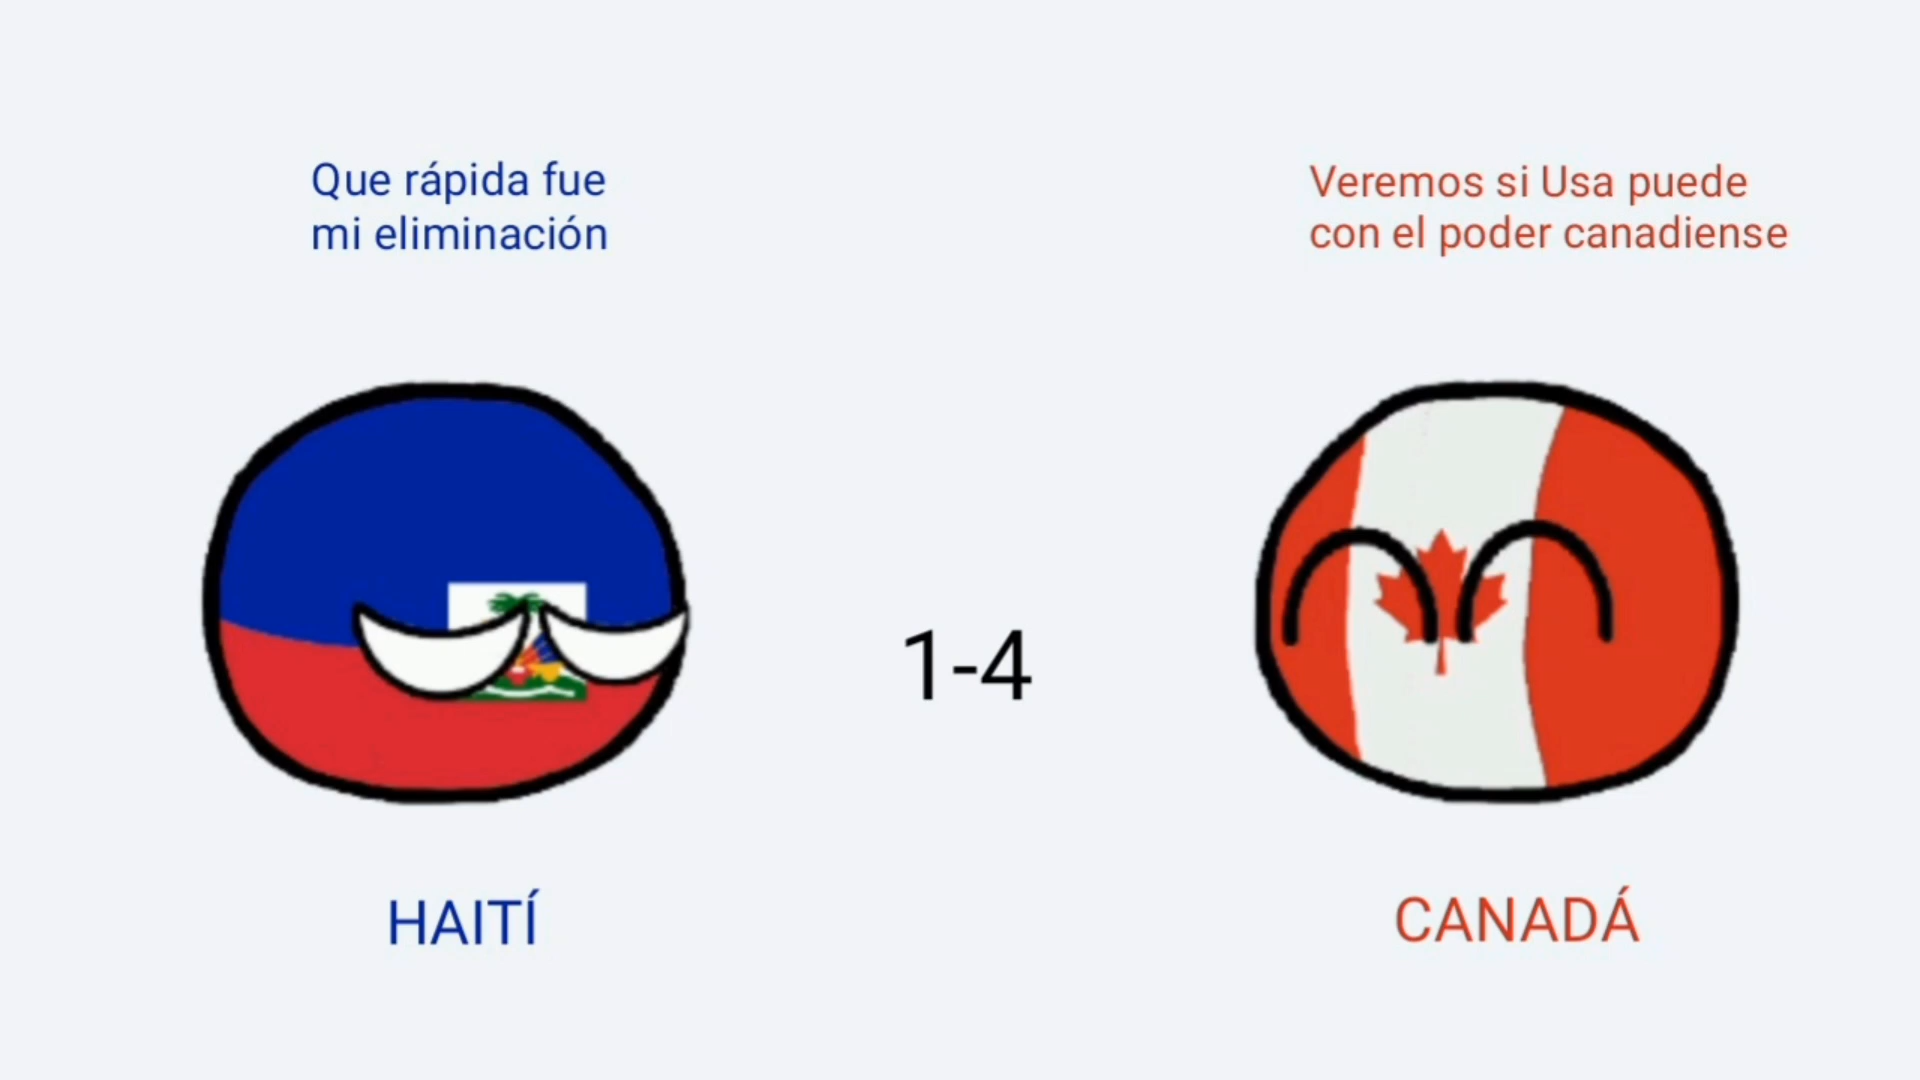 Que rápida fue
mi eliminación
Veremos si Usa puede
con el poder canadiense
1-4
HAITÍ
CANADÁ